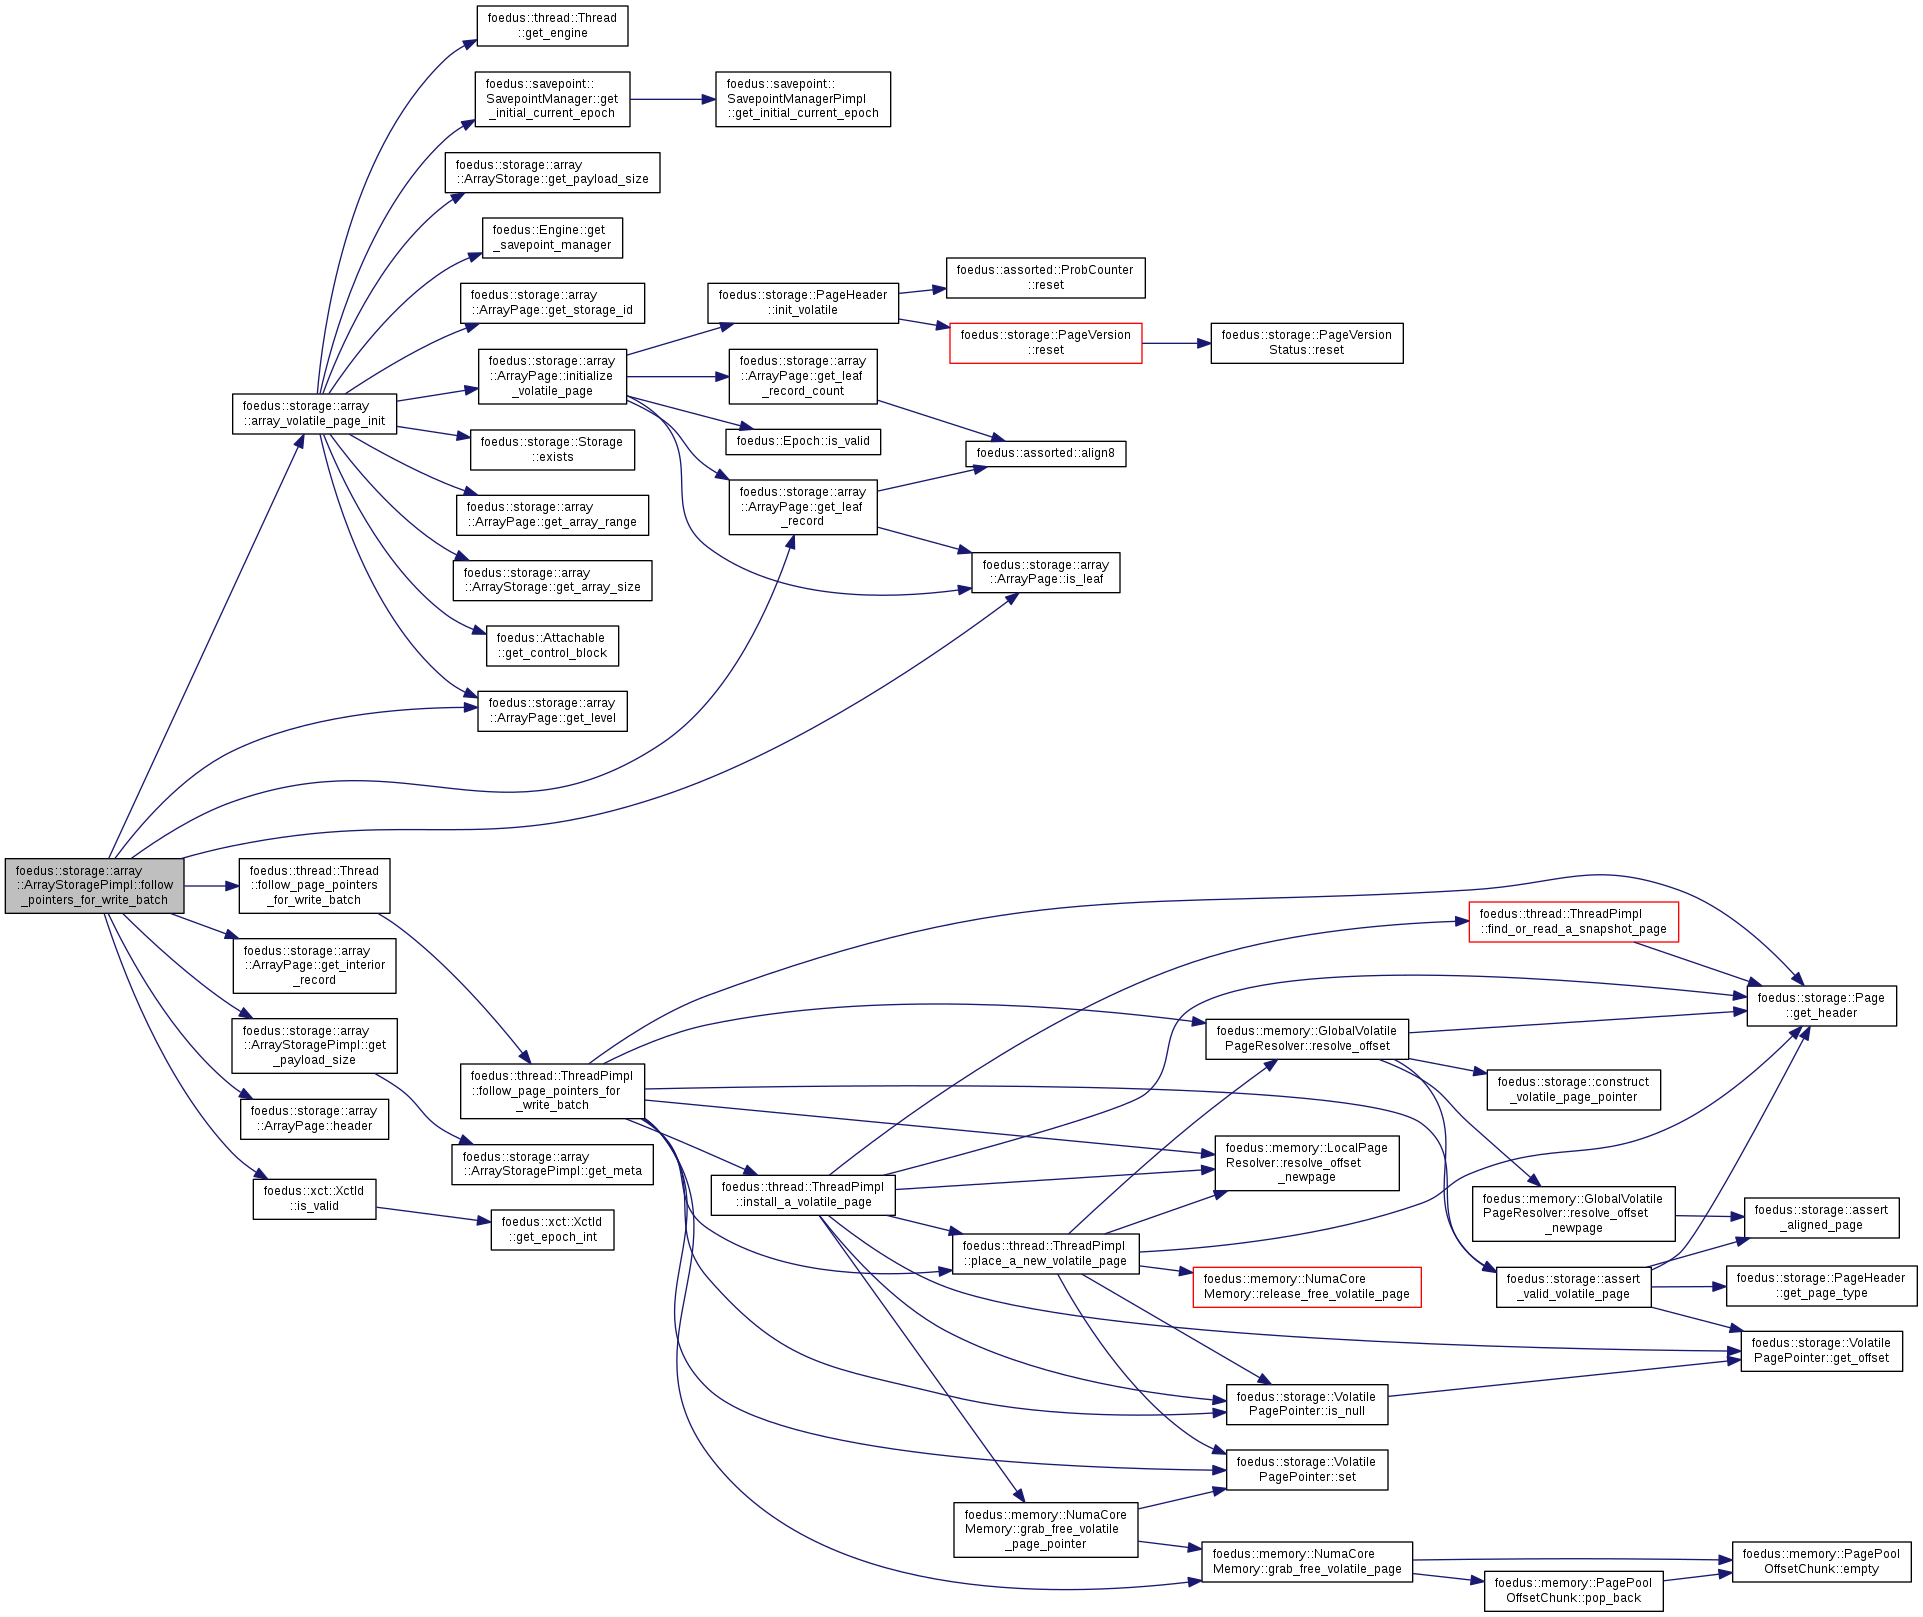 foedus::thread::Thread
::get_engine
foedus::savepoint::
SavepointManager::get
_initial_current_epoch
foedus::savepoint::
SavepointManagerPimpl
::get_initial_current_epoch
foedus::storage::array
::ArrayStorage::get_payload_size
foedus::Engine::get
_savepoint_manager
foedus::storage::array
::ArrayPage::get_storage_id
foedus::storage::PageHeader
::init_volatile
foedus::assorted::ProbCounter
::reset
foedus::storage::PageVersion
::reset
foedus::storage::PageVersion
Status::reset
foedus::storage::array
::ArrayPage::initialize
_volatile_page
foedus::storage::array
::ArrayPage::get_leaf
_record_count
foedus::storage::array
::array_volatile_page_init
foedus::storage::Storage
::exists
foedus::Epoch::is_valid
foedus::assorted::align8
foedus::storage::array
::ArrayPage::get_array_range
foedus::storage::array
::ArrayPage::get_leaf
_record
foedus::storage::array
::ArrayStorage::get_array_size
foedus::storage::array
::ArrayPage::is_leaf
foedus::Attachable
::get_control_block
foedus::storage::array
::ArrayPage::get_level
foedus::storage::array
::ArrayStoragePimpl::follow
_pointers_for_write_batch
foedus::thread::Thread
::follow_page_pointers
_for_write_batch
foedus::storage::array
::ArrayPage::get_interior
_record
foedus::storage::array
::ArrayStoragePimpl::get
_payload_size
foedus::storage::array
::ArrayPage::header
foedus::xct::XctId
::is_valid
foedus::thread::ThreadPimpl
::follow_page_pointers_for
_write_batch
foedus::storage::array
::ArrayStoragePimpl::get_meta
foedus::xct::XctId
::get_epoch_int
foedus::thread::ThreadPimpl
::install_a_volatile_page
foedus::thread::ThreadPimpl
::place_a_new_volatile_page
foedus::memory::NumaCore
Memory::grab_free_volatile
_page_pointer
foedus::thread::ThreadPimpl
::find_or_read_a_snapshot_page
foedus::storage::Page
::get_header
foedus::memory::GlobalVolatile
PageResolver::resolve_offset
foedus::storage::construct
_volatile_page_pointer
foedus::memory::LocalPage
Resolver::resolve_offset
_newpage
foedus::memory::GlobalVolatile
PageResolver::resolve_offset
_newpage
foedus::storage::assert
_aligned_page
foedus::memory::NumaCore
Memory::release_free_volatile_page
foedus::storage::assert
_valid_volatile_page
foedus::storage::PageHeader
::get_page_type
foedus::storage::Volatile
PagePointer::get_offset
foedus::storage::Volatile
PagePointer::is_null
foedus::storage::Volatile
PagePointer::set
foedus::memory::NumaCore
Memory::grab_free_volatile_page
foedus::memory::PagePool
OffsetChunk::pop_back
foedus::memory::PagePool
OffsetChunk::empty